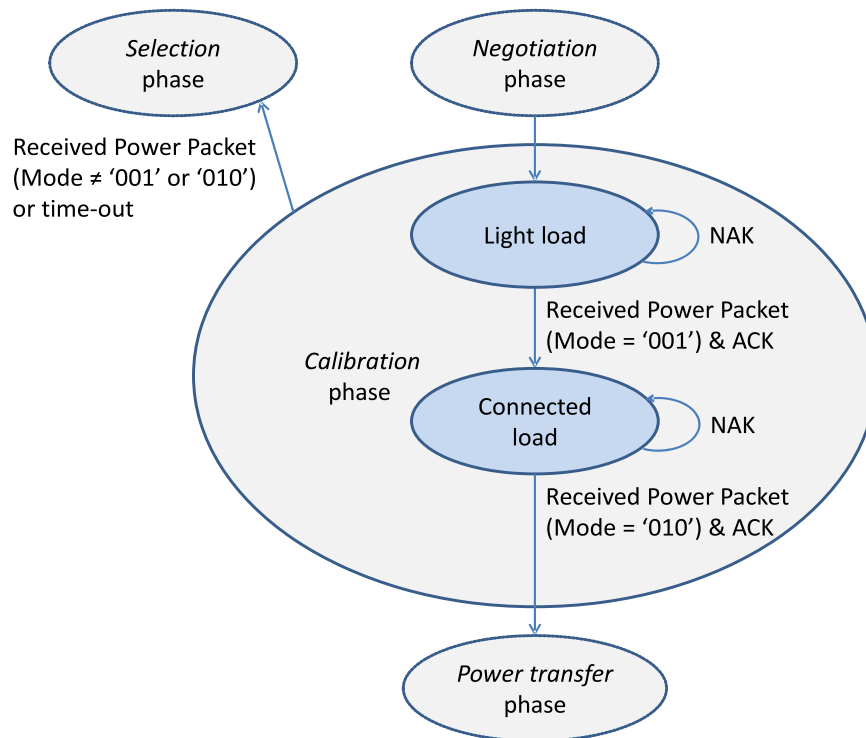 Selection
phase
Negotiation
phase
Received Power Packet
(Mode ≠ ‘001’ or ‘010’)
or time-out
Light load
NAK
Received Power Packet
(Mode = ‘001’) & ACK
Calibration
phase
Connected
load
NAK
Received Power Packet
(Mode = ‘010’) & ACK
Power transfer
phase